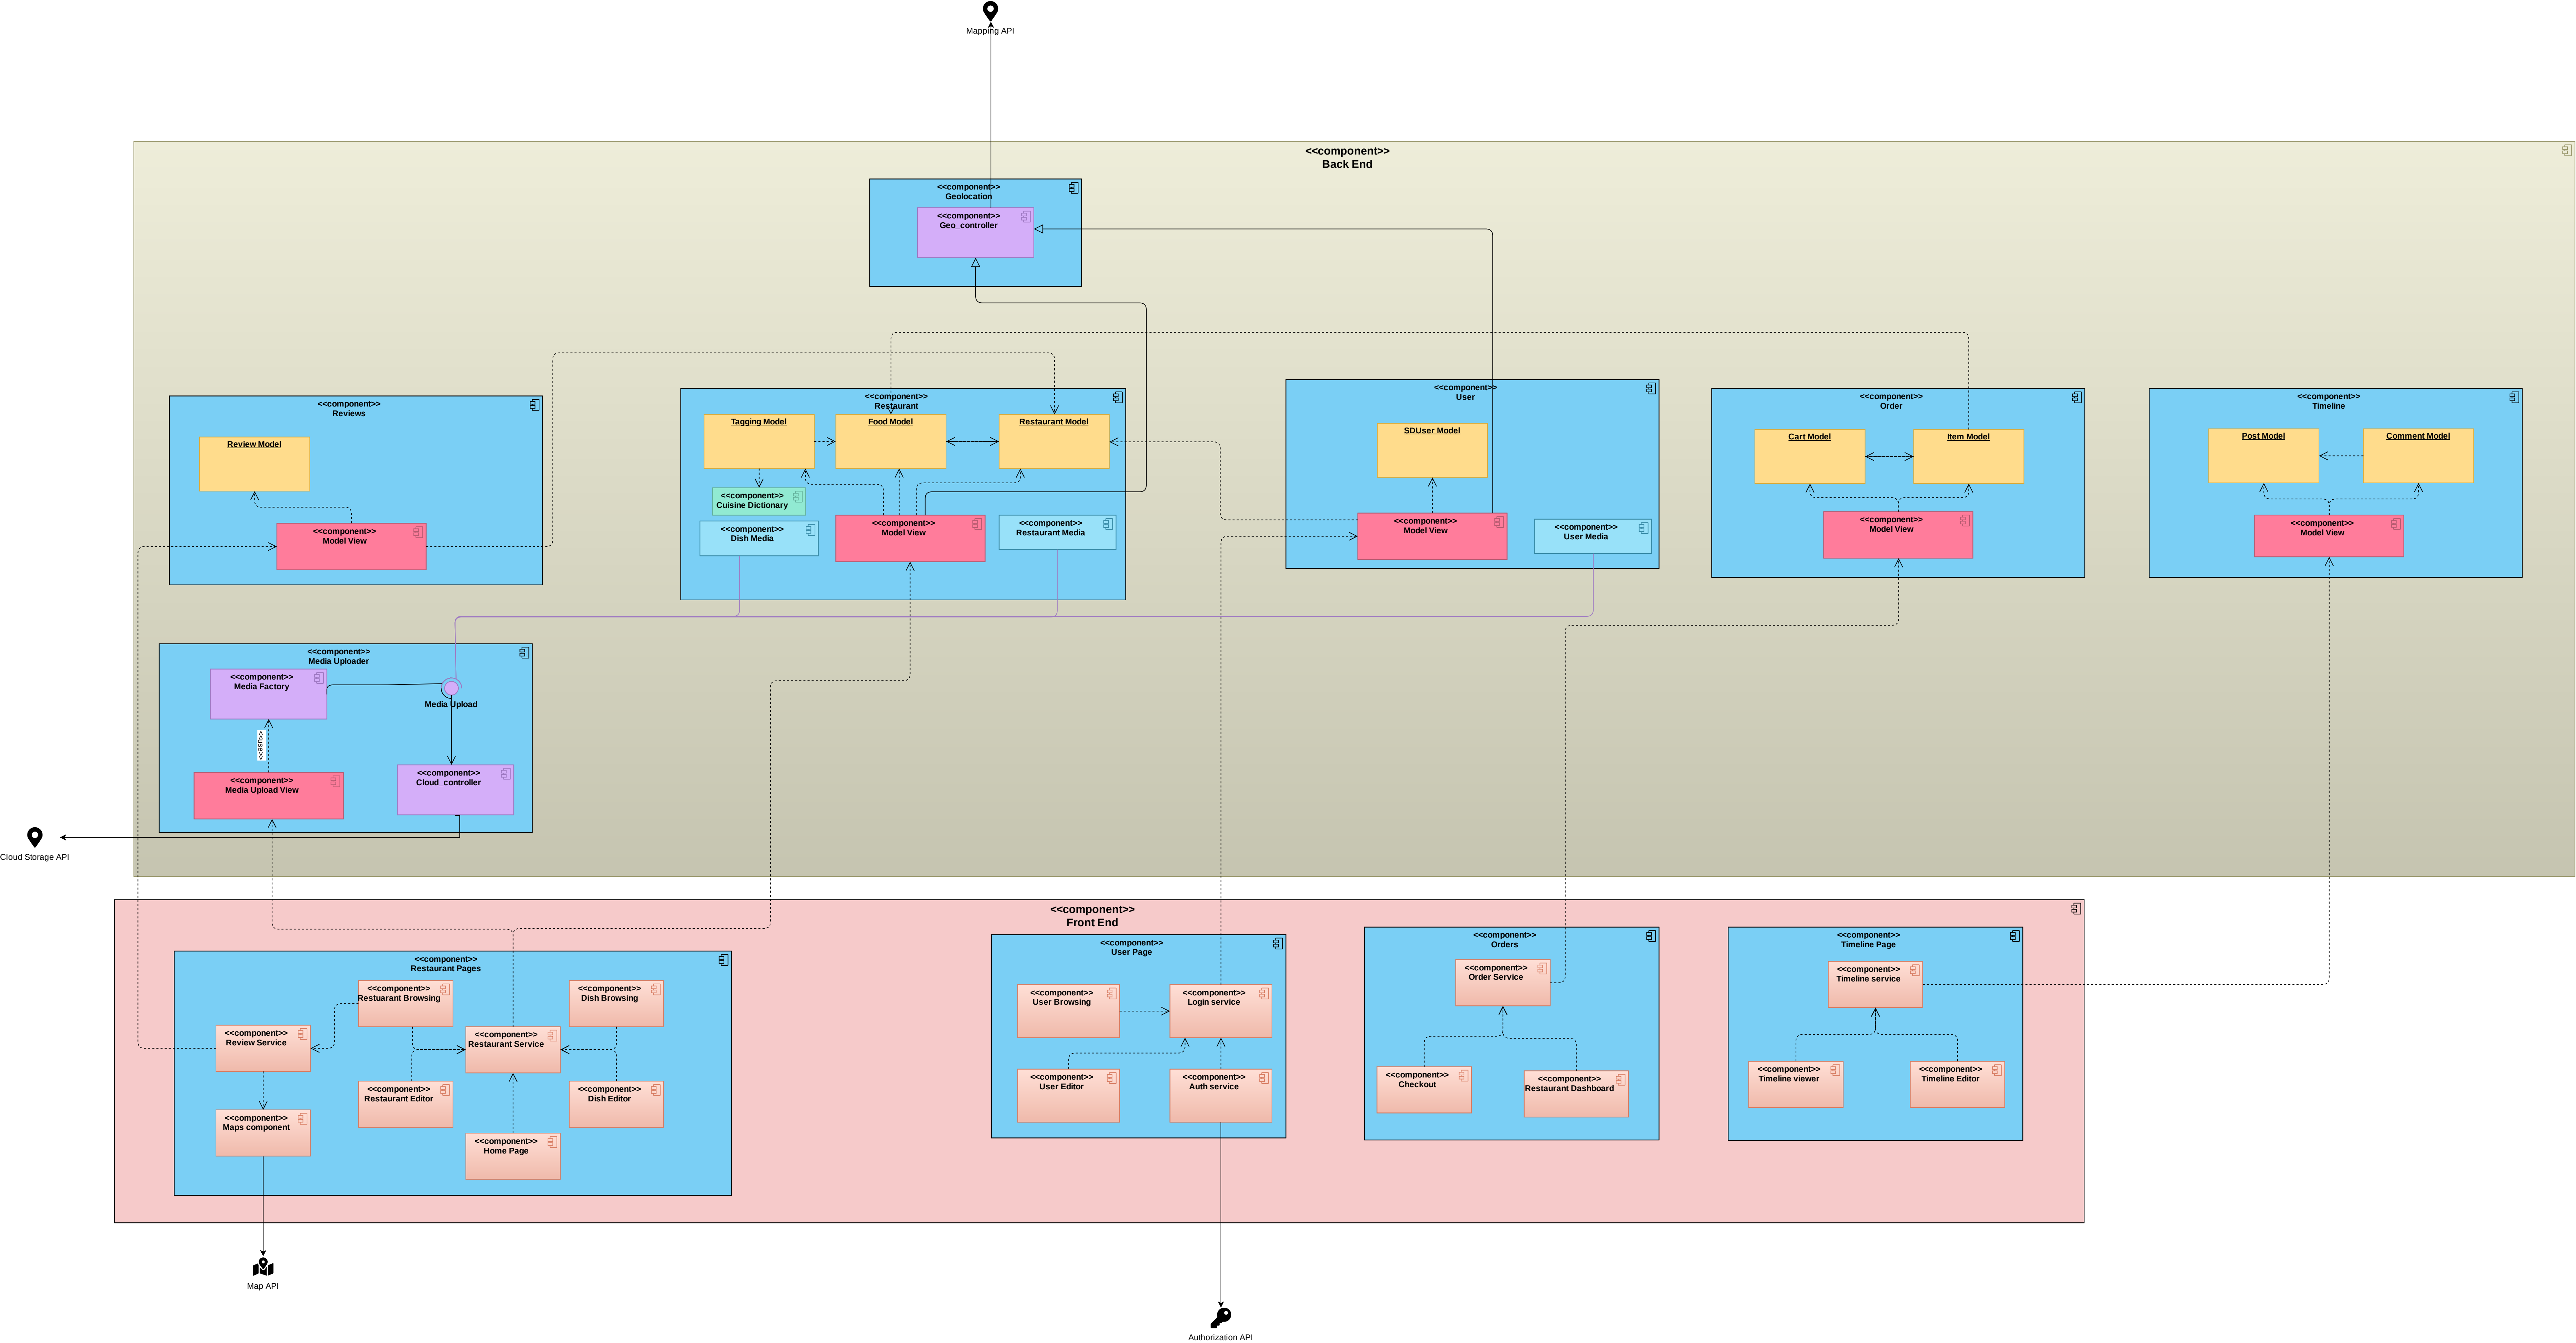 Mapping API
<<component>>
Back End
<<component>>
Geolocation
<<component>>
Geo_controller
<<component>>
Reviews
Review Model
<<component>>
Model View
<<component>>
Restaurant
Tagging Model
Food Model
Restaurant Model
<<component>>
Cuisine Dictionary
<<component>>
Dish Media
<<component>>
Model View
<<component>>
Restaurant Media
<<component>>
User
SDUser Model
<<component>>
Model View
<<component>>
User Media
<<component>>
Order
Cart Model
Item Model
<<component>>
Model View
<<component>>
Timeline
Post Model
Comment Model
<<component>>
Model View
<<component>>
Media Uploader
<<component>>
Media Factory
Media Upload
<<use>>
<<component>>
Media Upload View
<<component>>
Cloud_controller
Cloud Storage API
<<component>>
Front End
<<component>>
Restaurant Pages
<<component>>
Restuarant Browsing
<<component>>
Dish Browsing
<<component>>
Review Service
<<component>>
Restaurant Service
<<component>>
Restaurant Editor
<<component>>
Dish Editor
<<component>>
Maps component
<<component>>
Home Page
<<component>>
User Page
<<component>>
User Browsing
<<component>>
Login service
<<component>>
User Editor
<<component>>
Auth service
<<component>>
Orders
<<component>>
Order Service
<<component>>
Checkout
<<component>>
Restaurant Dashboard
<<component>>
Timeline Page
<<component>>
Timeline service
<<component>>
Timeline viewer
<<component>>
Timeline Editor
Map API
Authorization API